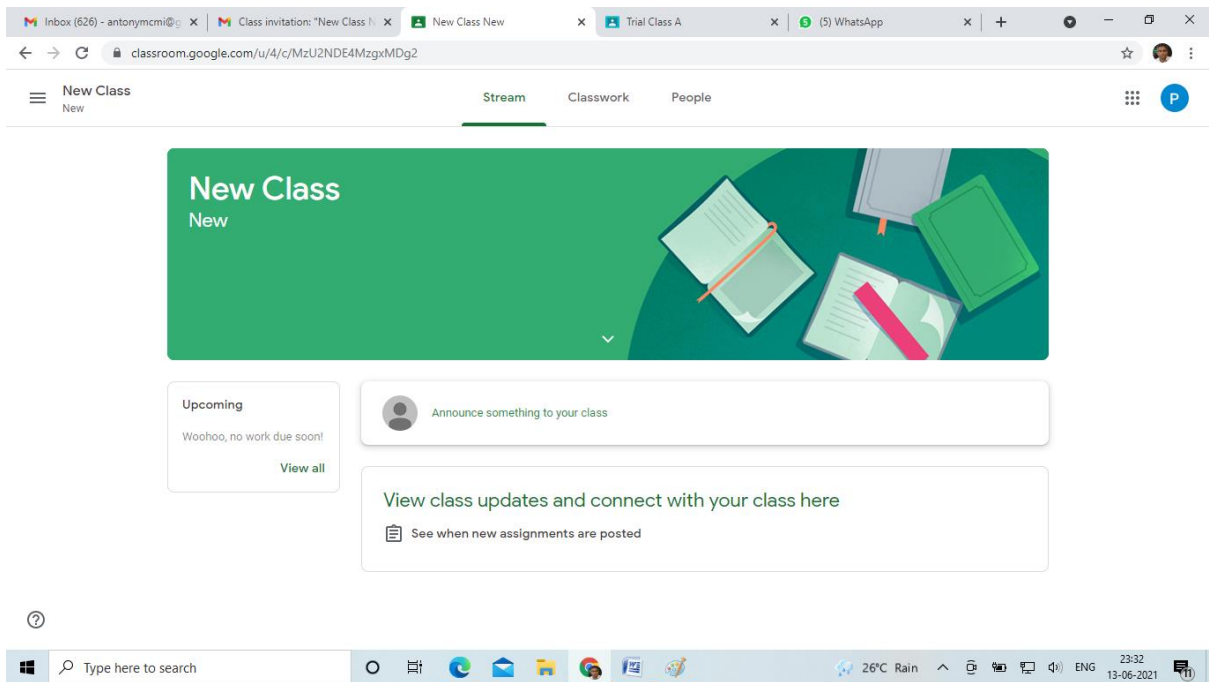 Inbox (626) - antonymcmi@g
Class invitation: "New Class N
New Class New
Trial Class A
5 (5) WhatsApp
classroom.google.com/u/4/c/MzU2NDE4MzgxMDg2
New Class
New
Stream Classwork People
P
New Class
New
Upcoming
Woohoo, no work due soon!
View all
Announce something to your class
View class updates and connect with your class here
See when new assignments are posted
Type here to search
26°C Rain
ENG
23:32
13-06-2021
11